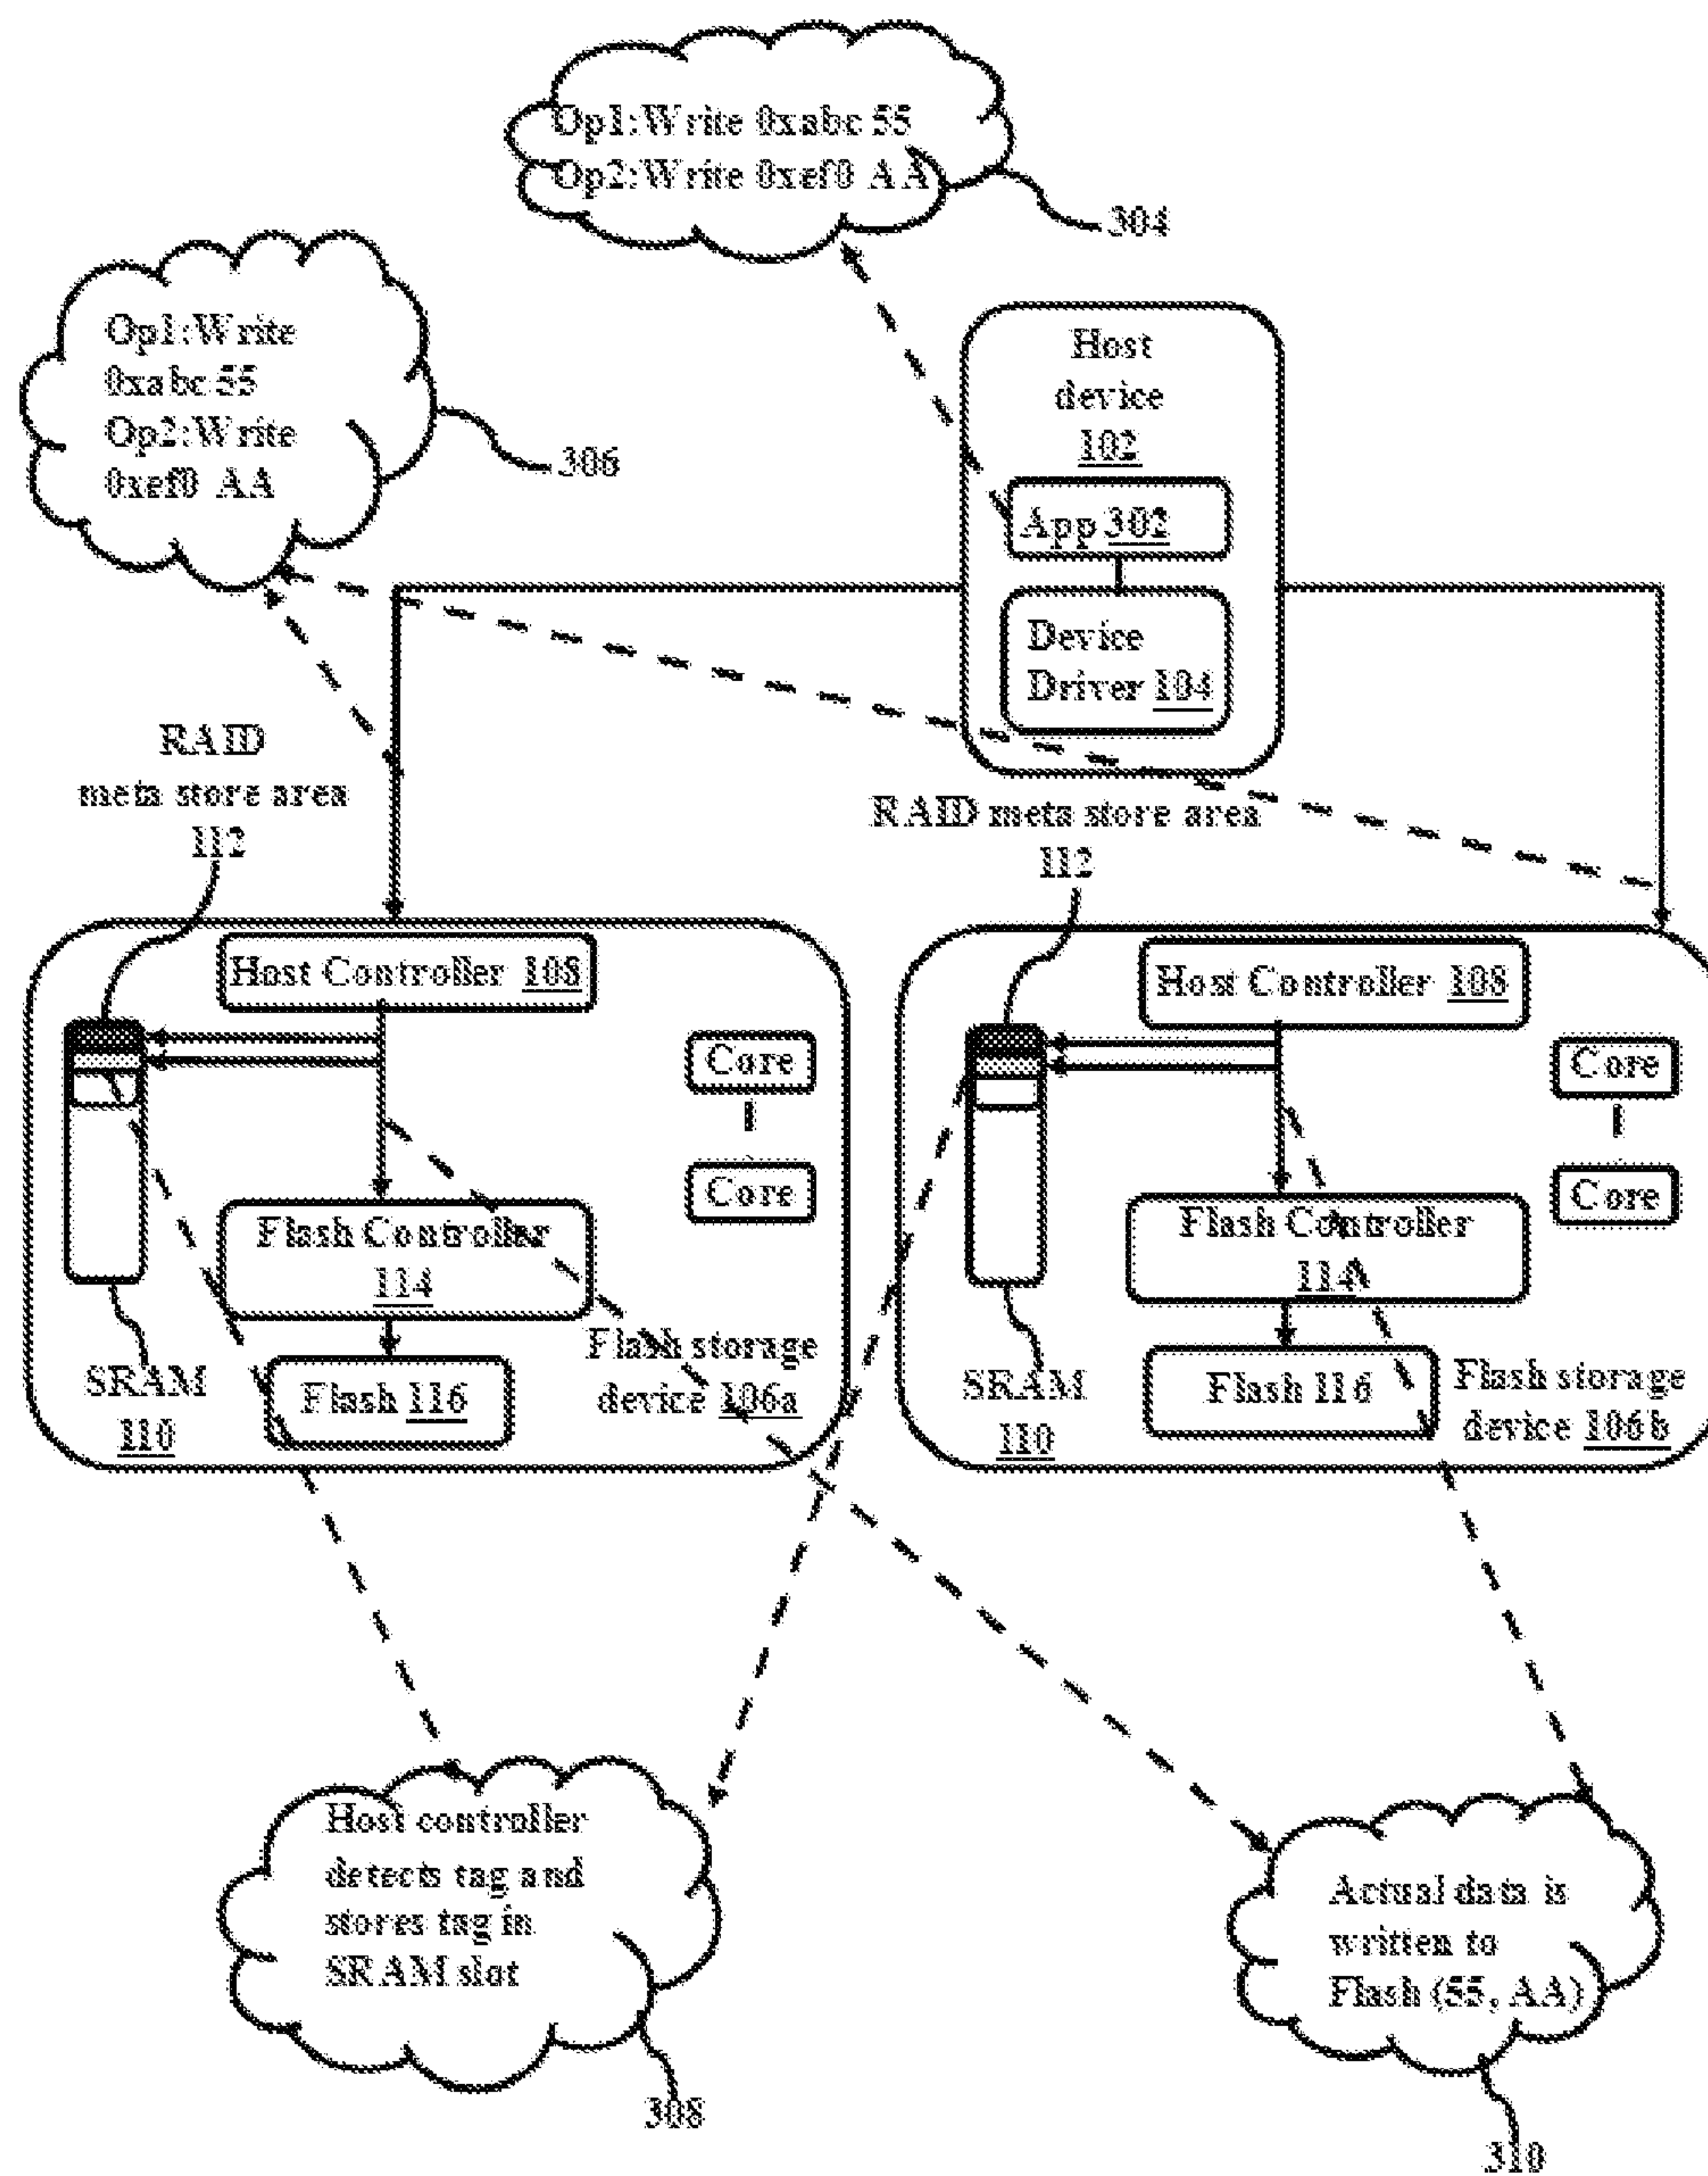 Op1:Write 0xabc 55
Op2:Write 0xef0 AA
304
Op1:Write
0xabc 55
Op2:Write
0xef0 AA
306
Host
device
102
App 302
Device
Driver 104
RAID
meta store area
112
RAID meta store area
112
Host Controller 108
Core
Core
Flash Controller
114
Flash 116
SRAM
110
Flash storage
device 106a
Host Controller 108
Core
Core
Flash Controller
114
Flash 116
SRAM
110
Flash storage
device 106b
Host controller
detects tag and
stores tag in
SRAM slot
308
Actual data is
written to
Flash (55, AA)
310